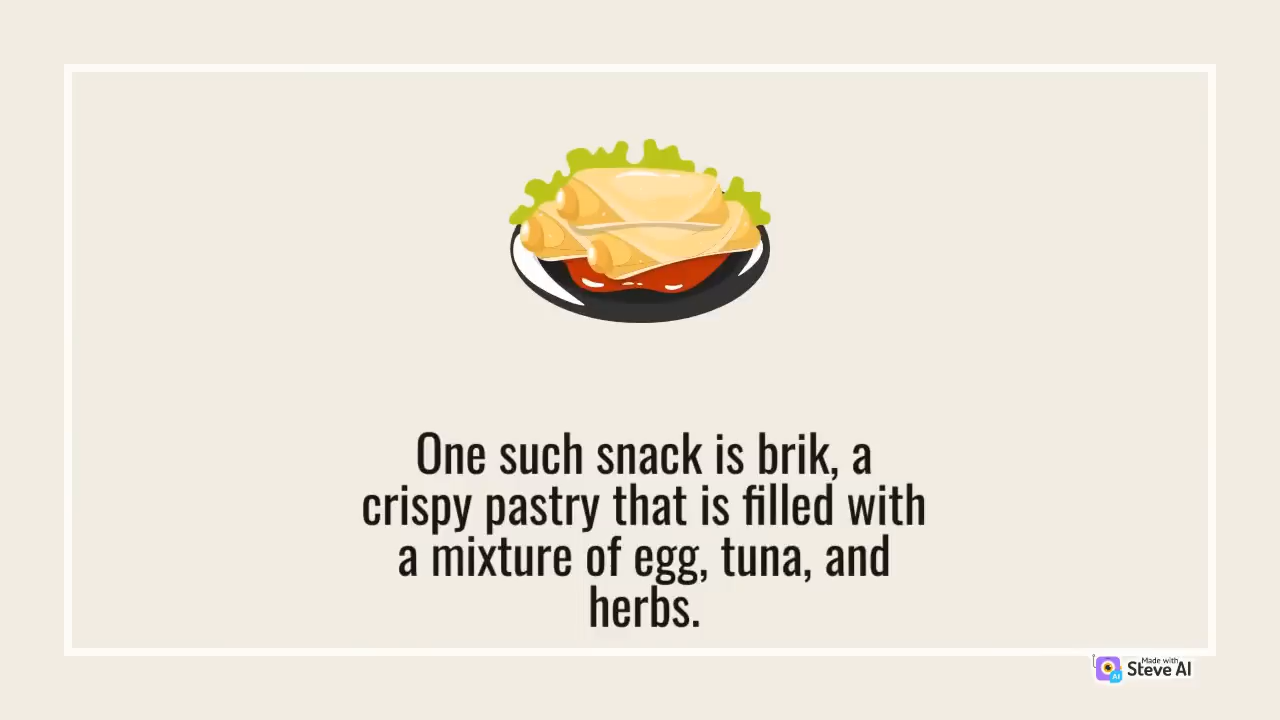 One such snack is brik, a
crispy pastry that is filled with
a mixture of egg, tuna, and
herbs.
Made with
Steve AI
AI